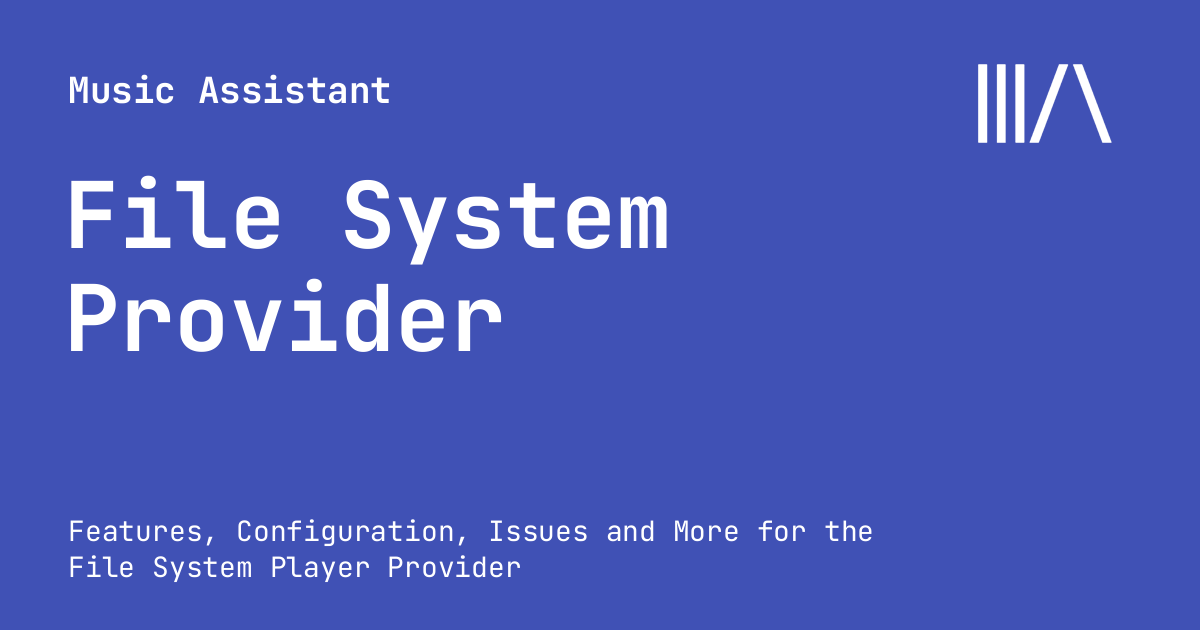 Music Assistant
File System
Provider
Features, Configuration, Issues and More for the
File System Player Provider